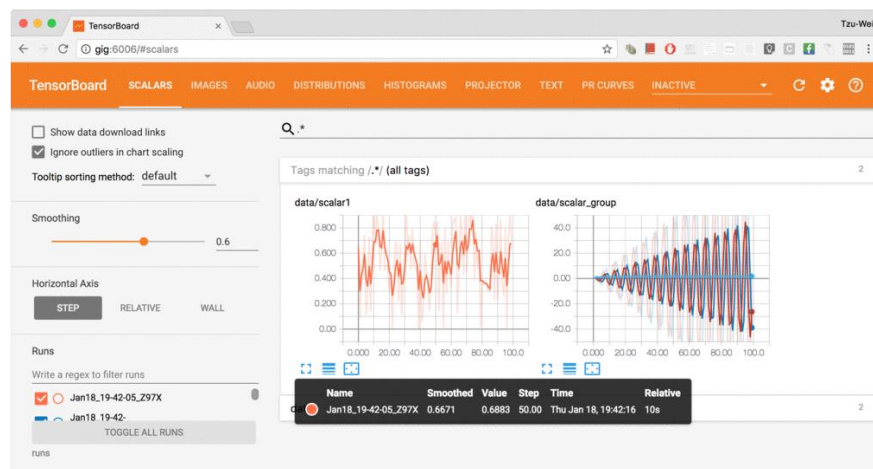 TensorBoard
Tzu-Wei
gig:6006/#scalars
TensorBoard SCALARS IMAGES AUDIO DISTRIBUTIONS HISTOGRAMS PROJECTOR TEXT PR CURVES INACTIVE
Show data download links
Ignore outliers in chart scaling
Tooltip sorting method: default
Smoothing
0.6
Horizontal Axis
STEP RELATIVE WALL
Runs
Write a regex to filter runs
Jan18_19-42-05_Z97X
Jan18_19-42-
TOGGLE ALL RUNS
runs
.*
Tags matching /.*/ (all tags) 2
data/scalar1
0.800
0.600
0.400
0.200
0.00
0.000 20.00 40.00 60.00 80.00 100.0
data/scalar_group
40.0
20.0
0.00
-20.0
-40.0
0.000 20.00 40.00 60.00 80.00 100.0
Name Smoothed Value Step Time Relative
Jan18_19-42-05_Z97X 0.6671 0.6883 50.00 Thu Jan 18, 19:42:16 10s
2